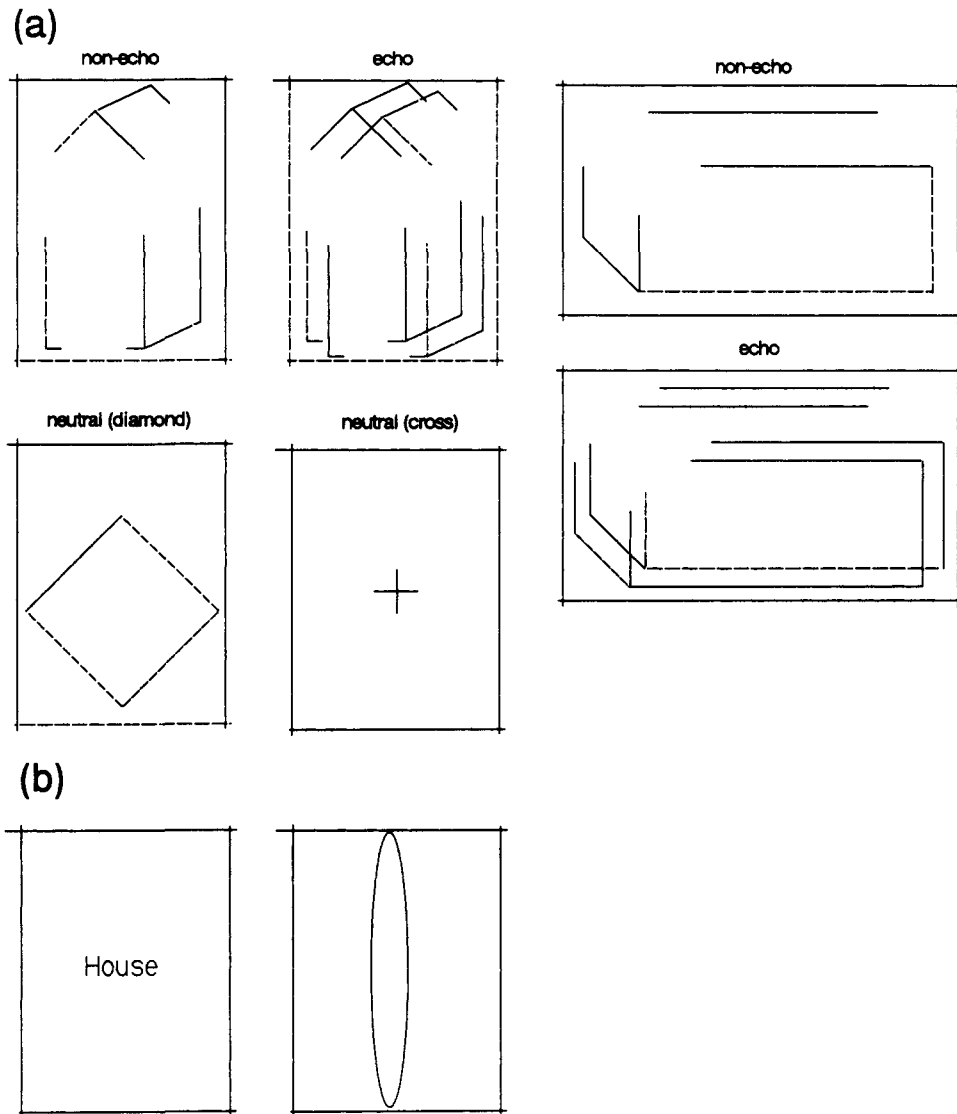 (a)
non-echo
echo
non-echo
echo
neutral (diamond)
neutral (cross)
(b)
House